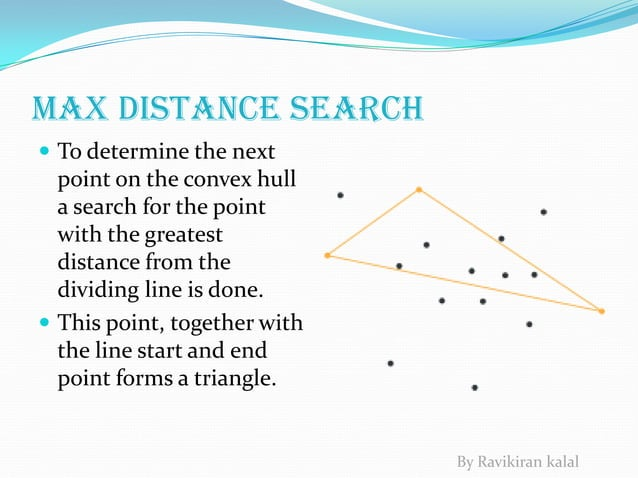 MAX DISTANCE SEARCH
• To determine the next
point on the convex hull
a search for the point
with the greatest
distance from the
dividing line is done.
• This point, together with
the line start and end
point forms a triangle.
By Ravikiran kalal